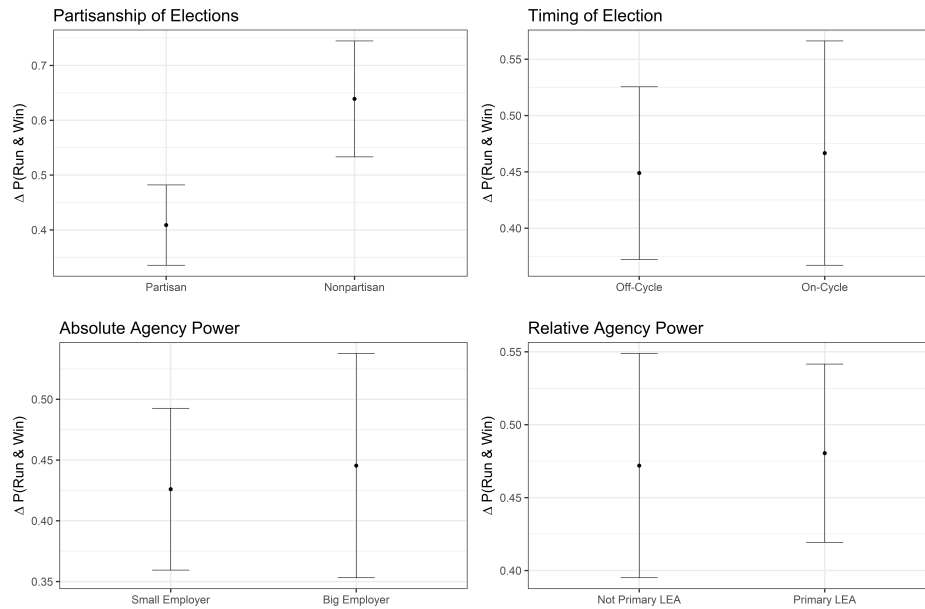 Partisanship of Elections
Δ P(Run & Win)
0.7
0.6
0.5
0.4
Partisan Nonpartisan
Timing of Election
Δ P(Run & Win)
0.55
0.50
0.45
0.40
Off-Cycle On-Cycle
Absolute Agency Power
Δ P(Run & Win)
0.50
0.45
0.40
0.35
Small Employer Big Employer
Relative Agency Power
Δ P(Run & Win)
0.55
0.50
0.45
0.40
Not Primary LEA Primary LEA